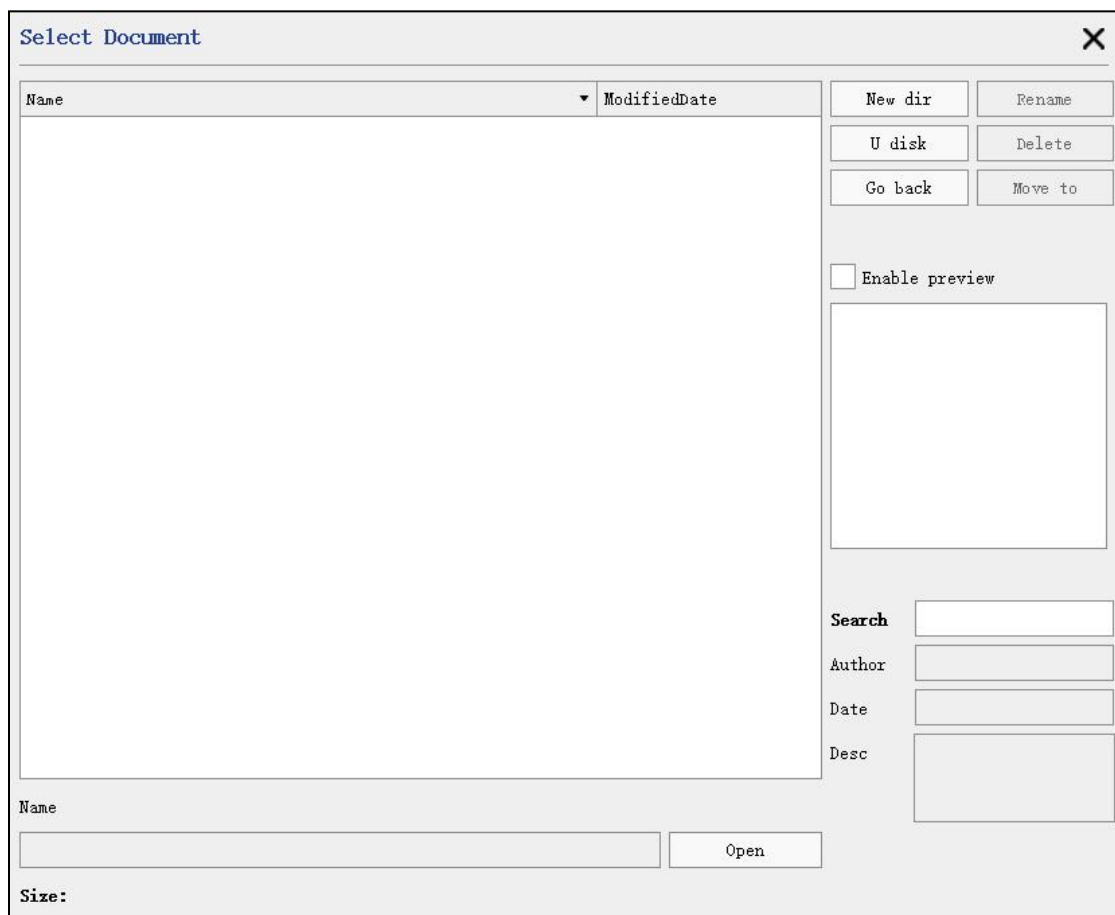 Select Document
Name ModifiedDate
New dir Rename
U disk Delete
Go back Move to
Enable preview
Search
Author
Date
Desc
Name
Open
Size: